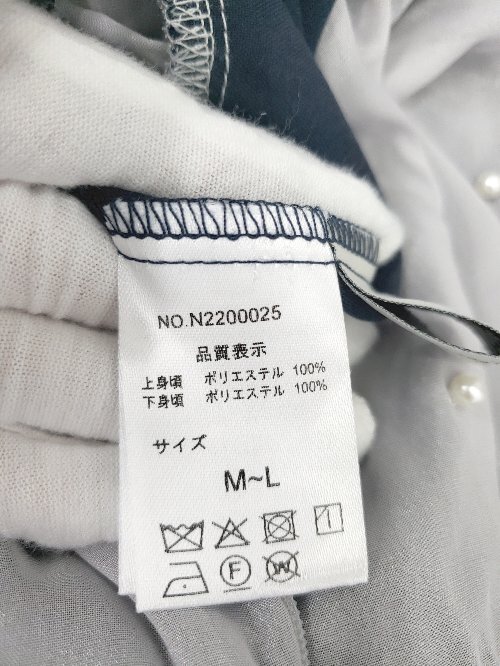 NO.N2200025
品質表示
上身頃 ポリエステル 100%
下身頃 ポリエステル 100%
サイズ
M~L
F W